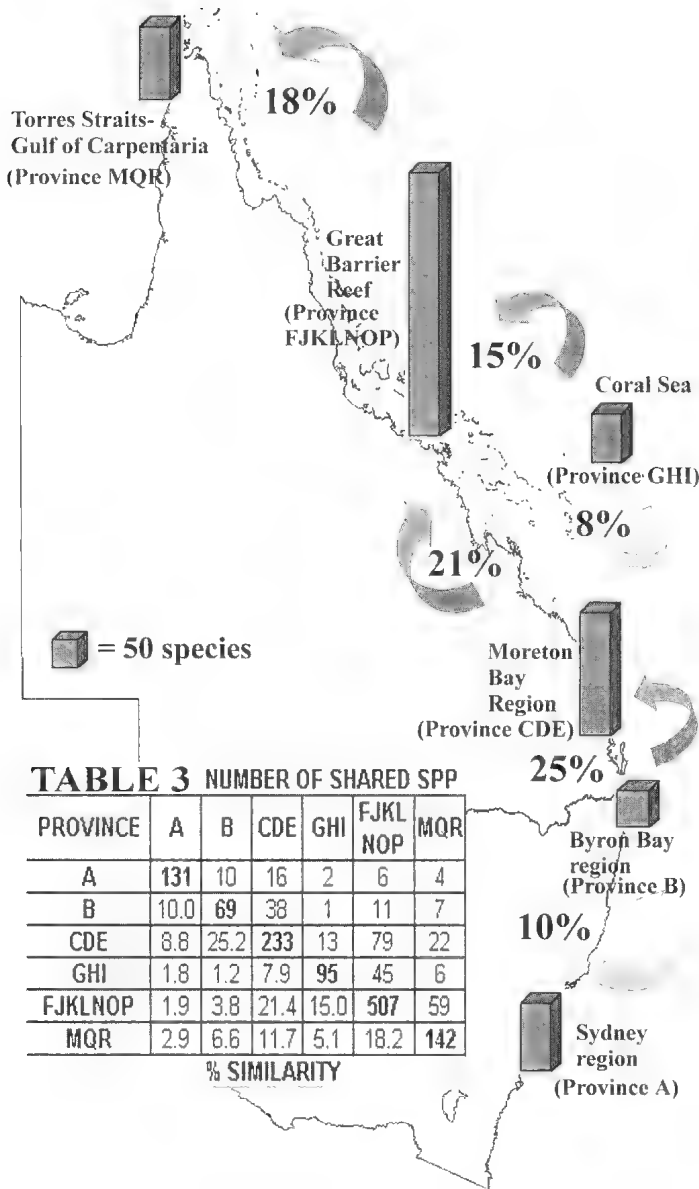 18%
Torres Straits-
Gulf of Carpentaria
(Province MQR)
Great
Barrier
Reef
(Province
FJKLNOP)
15%
Coral Sea
(Province GHI)
8%
21%
= 50 species
Moreton
Bay
Region
(Province CDE)
25%
Byron Bay
region
(Province B)
10%
Sydney
region
(Province A)
TABLE 3 NUMBER OF SHARED SPP
PROVINCE A B CDE GHI FJKL NOP MQR
A 131 10 16 2 6 4
B 10.0 69 38 1 11 7
CDE 8.8 25.2 233 13 79 22
GHI 1.8 1.2 7.9 95 45 6
FJKLNOP 1.9 3.8 21.4 15.0 507 59
MQR 2.9 6.6 11.7 5.1 18.2 142
% SIMILARITY